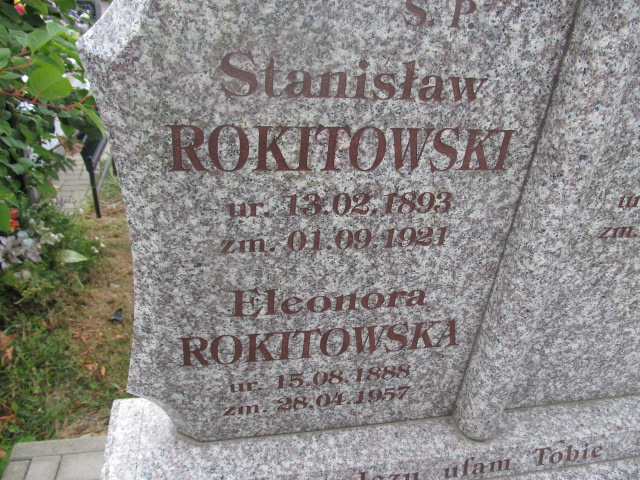 S. P.
Stanisław
ROKITOWSKI
ur. 13.02.1893
zm. 01.09.1921
Eleonora
ROKITOWSKA
ur. 15.08.1888
zm. 28.04.1957
zm.
ufam Tobie